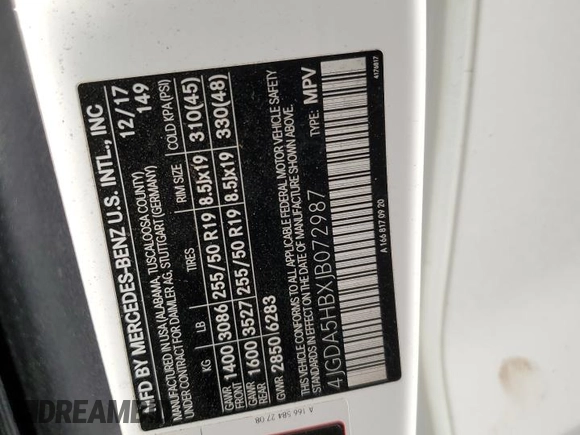 MFD BY MERCEDES-BENZ U.S. INTL., INC
MANUFACTURED IN USA (ALABAMA, TUSCALOOSA COUNTY) 12/17
UNDER CONTRACT FOR DAIMLER AG, STUTTGART (GERMANY) 149
KG LB TIRES RIM SIZE COLD KPA (PSI)
GAWR FRONT 1400 3086 255/50 R19 8.5Jx19 310(45)
GAWR REAR 1600 3527 255/50 R19 8.5Jx19 330(48)
GVWR 2850 6283
THIS VEHICLE CONFORMS TO ALL APPLICABLE FEDERAL MOTOR VEHICLE SAFETY
STANDARDS IN EFFECT ON THE DATE OF MANUFACTURE SHOWN ABOVE.
4JGDA5HBXJB072987 TYPE: MPV
A 166 817 09 20 4176817
A 166 584 27 08